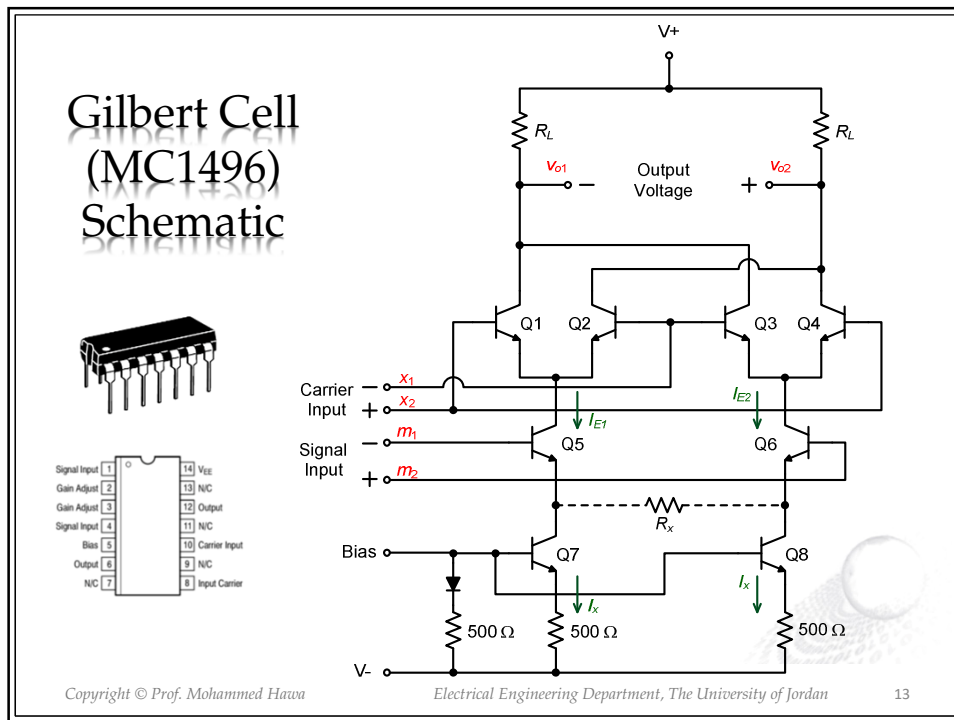 Gilbert Cell
(MC1496)
Schematic
V+
R_L
R_L
v_o1
−
Output
Voltage
+
v_o2
Q1
Q2
Q3
Q4
Carrier
Input
−
x_1
+
x_2
I_E1
I_E2
Signal
Input
−
m_1
+
m_2
Q5
Q6
R_x
Bias
Q7
Q8
I_x
I_x
500 Ω
500 Ω
500 Ω
V-
Signal Input 1
Gain Adjust 2
Gain Adjust 3
Signal Input 4
Bias 5
Output 6
N/C 7
14 V_EE
13 N/C
12 Output
11 N/C
10 Carrier Input
9 N/C
8 Input Carrier
Copyright © Prof. Mohammed Hawa
Electrical Engineering Department, The University of Jordan
13